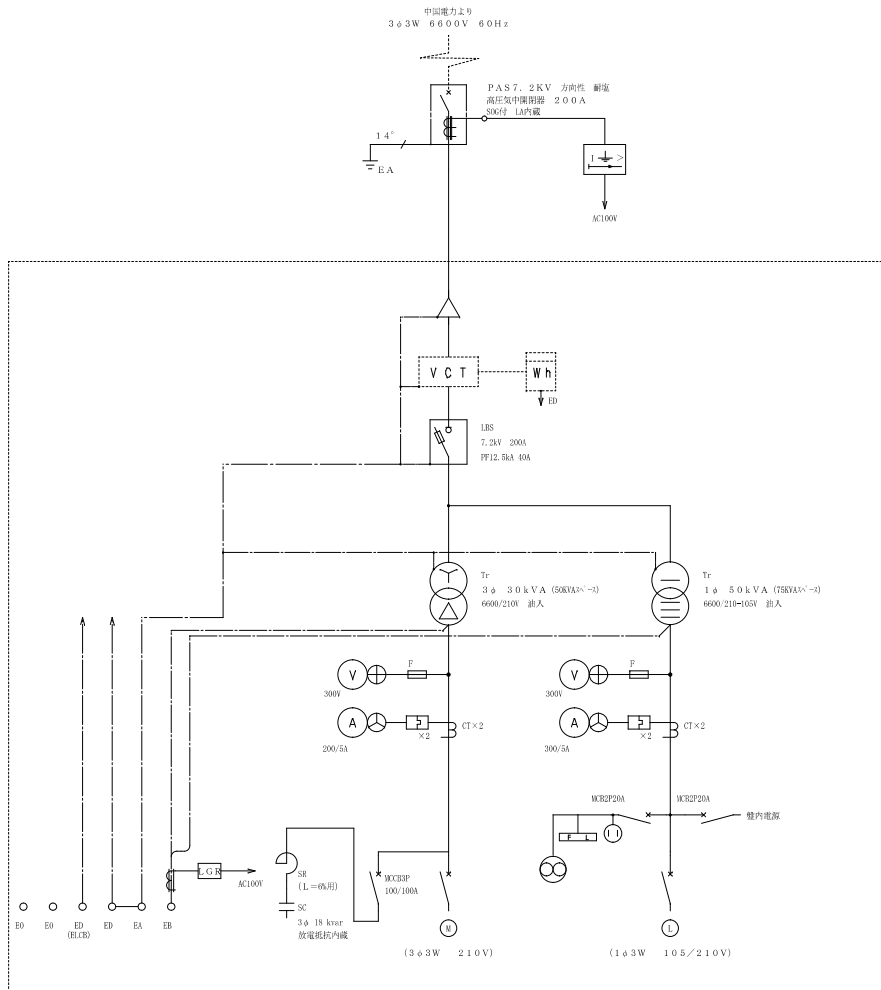 中国電力より
3φ3W 6600V 60Hz
PAS7.2KV 方向性 耐塩
高圧気中開閉器 200A
SOG付 LA内蔵
14°
EA
I >
AC100V
VCT
Wh
ED
LBS
7.2kV 200A
PF12.5kA 40A
Tr
3φ 30kVA (50KVAスペース)
6600/210V 油入
Tr
1φ 50kVA (75KVAスペース)
6600/210-105V 油入
V
F
300V
V
F
300V
A
×2
CT×2
200/5A
A
×2
CT×2
300/5A
MCB2P20A
MCB2P20A
盤内電源
F L
LGR
AC100V
SR
(L=6%用)
SC
3φ 18 kvar
放電抵抗内蔵
MCCB3P
100/100A
EO
EO
ED
(ELCB)
ED
EA
EB
M
L
(3φ3W 210V)
(1φ3W 105/210V)